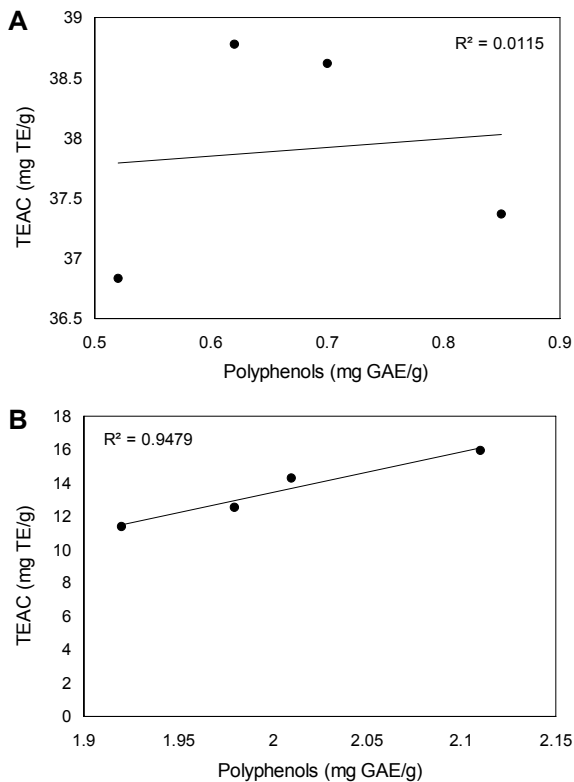 A
R² = 0.0115
TEAC (mg TE/g)
39
38.5
38
37.5
37
36.5
0.5 0.6 0.7 0.8 0.9
Polyphenols (mg GAE/g)
B
R² = 0.9479
TEAC (mg TE/g)
18
16
14
12
10
8
6
4
2
0
1.9 1.95 2 2.05 2.1 2.15
Polyphenols (mg GAE/g)